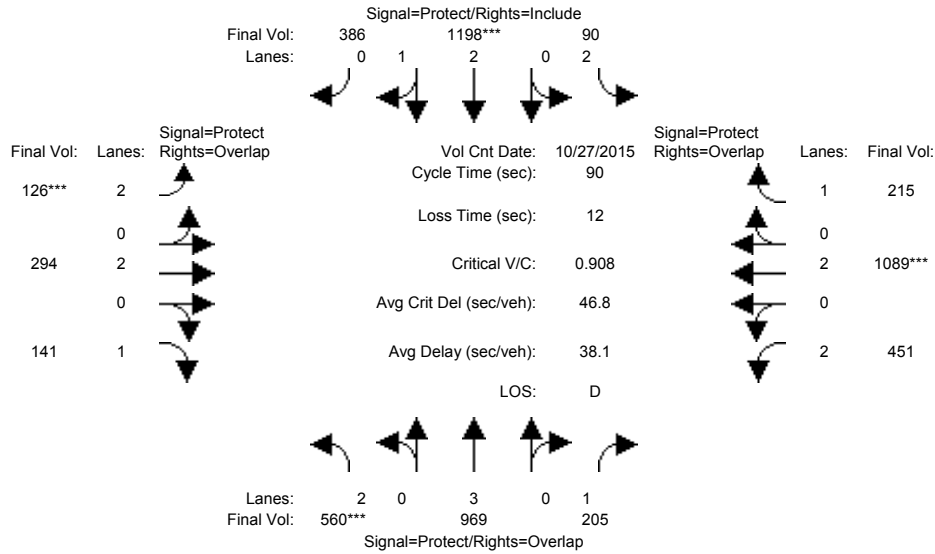 Signal=Protect/Rights=Include
Final Vol: 386 1198*** 90
Lanes: 0 1 2 0 2
Signal=Protect Signal=Protect
Final Vol: Lanes: Rights=Overlap Vol Cnt Date: 10/27/2015 Rights=Overlap Lanes: Final Vol:
Cycle Time (sec): 90
126*** 2 1 215
Loss Time (sec): 12
0 0
294 2 Critical V/C: 0.908 2 1089***
0 Avg Crit Del (sec/veh): 46.8 0
141 1 Avg Delay (sec/veh): 38.1 2 451
LOS: D
Lanes: 2 0 3 0 1
Final Vol: 560*** 969 205
Signal=Protect/Rights=Overlap